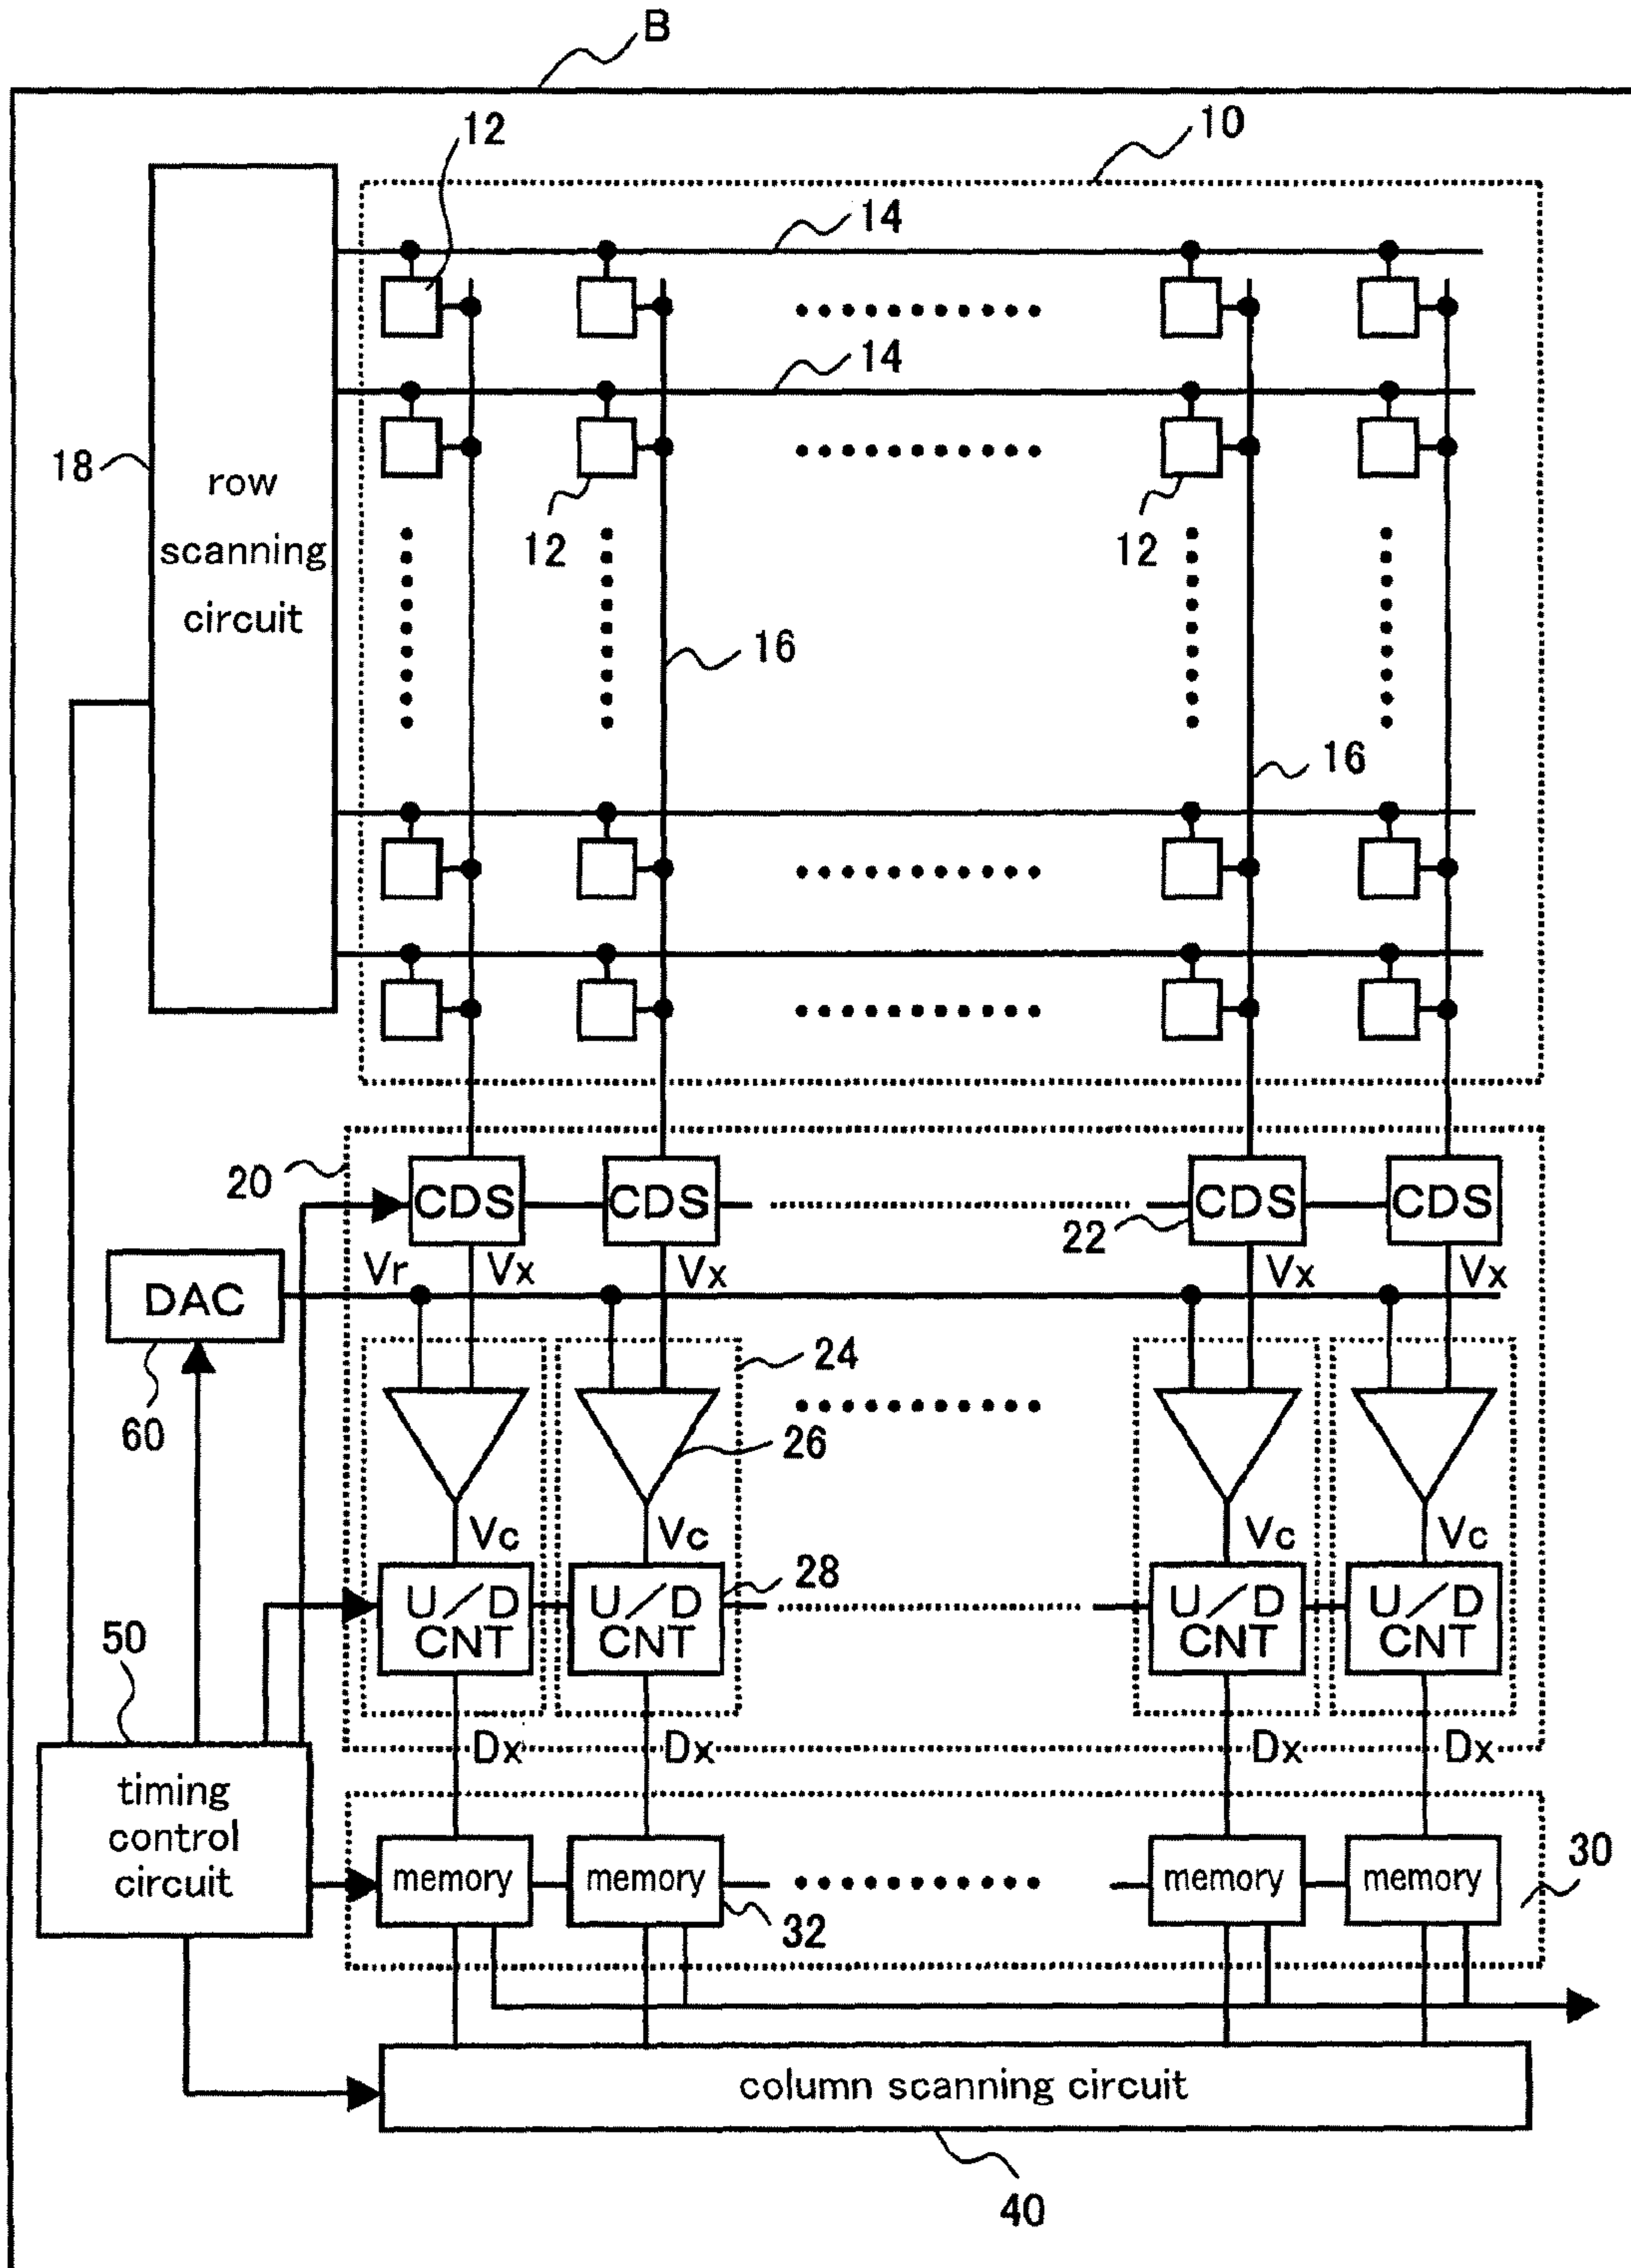 B
12
10
14
14
18
row
scanning
circuit
12
12
16
16
20
CDS
CDS
CDS
CDS
22
Vr
Vx
Vx
Vx
Vx
DAC
60
24
26
Vc
Vc
Vc
Vc
28
U/D
CNT
U/D
CNT
U/D
CNT
U/D
CNT
50
Dx
Dx
Dx
Dx
timing
control
circuit
memory
memory
memory
memory
30
32
column scanning circuit
40